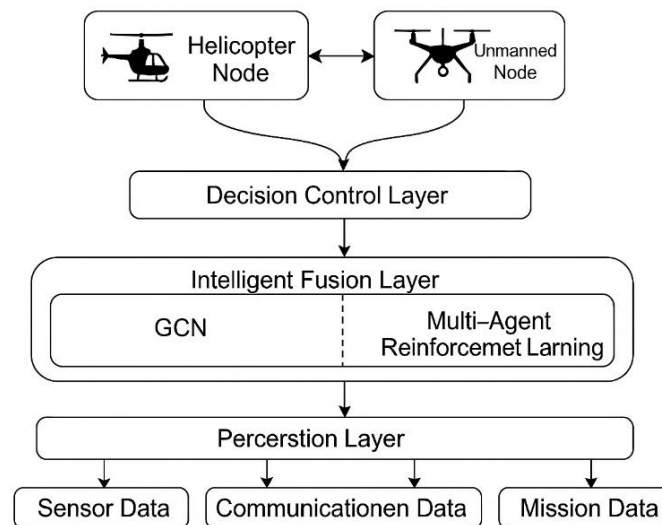 Helicopter
Node
Unmanned
Node
Decision Control Layer
Intelligent Fusion Layer
GCN
Multi–Agent
Reinforcemet Larning
Percerstion Layer
Sensor Data
Communicationen Data
Mission Data